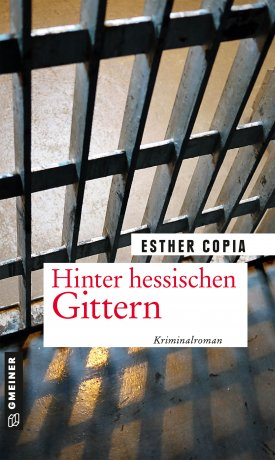 ESTHER COPIA
Hinter hessischen
Gittern
Kriminalroman
GMEINER